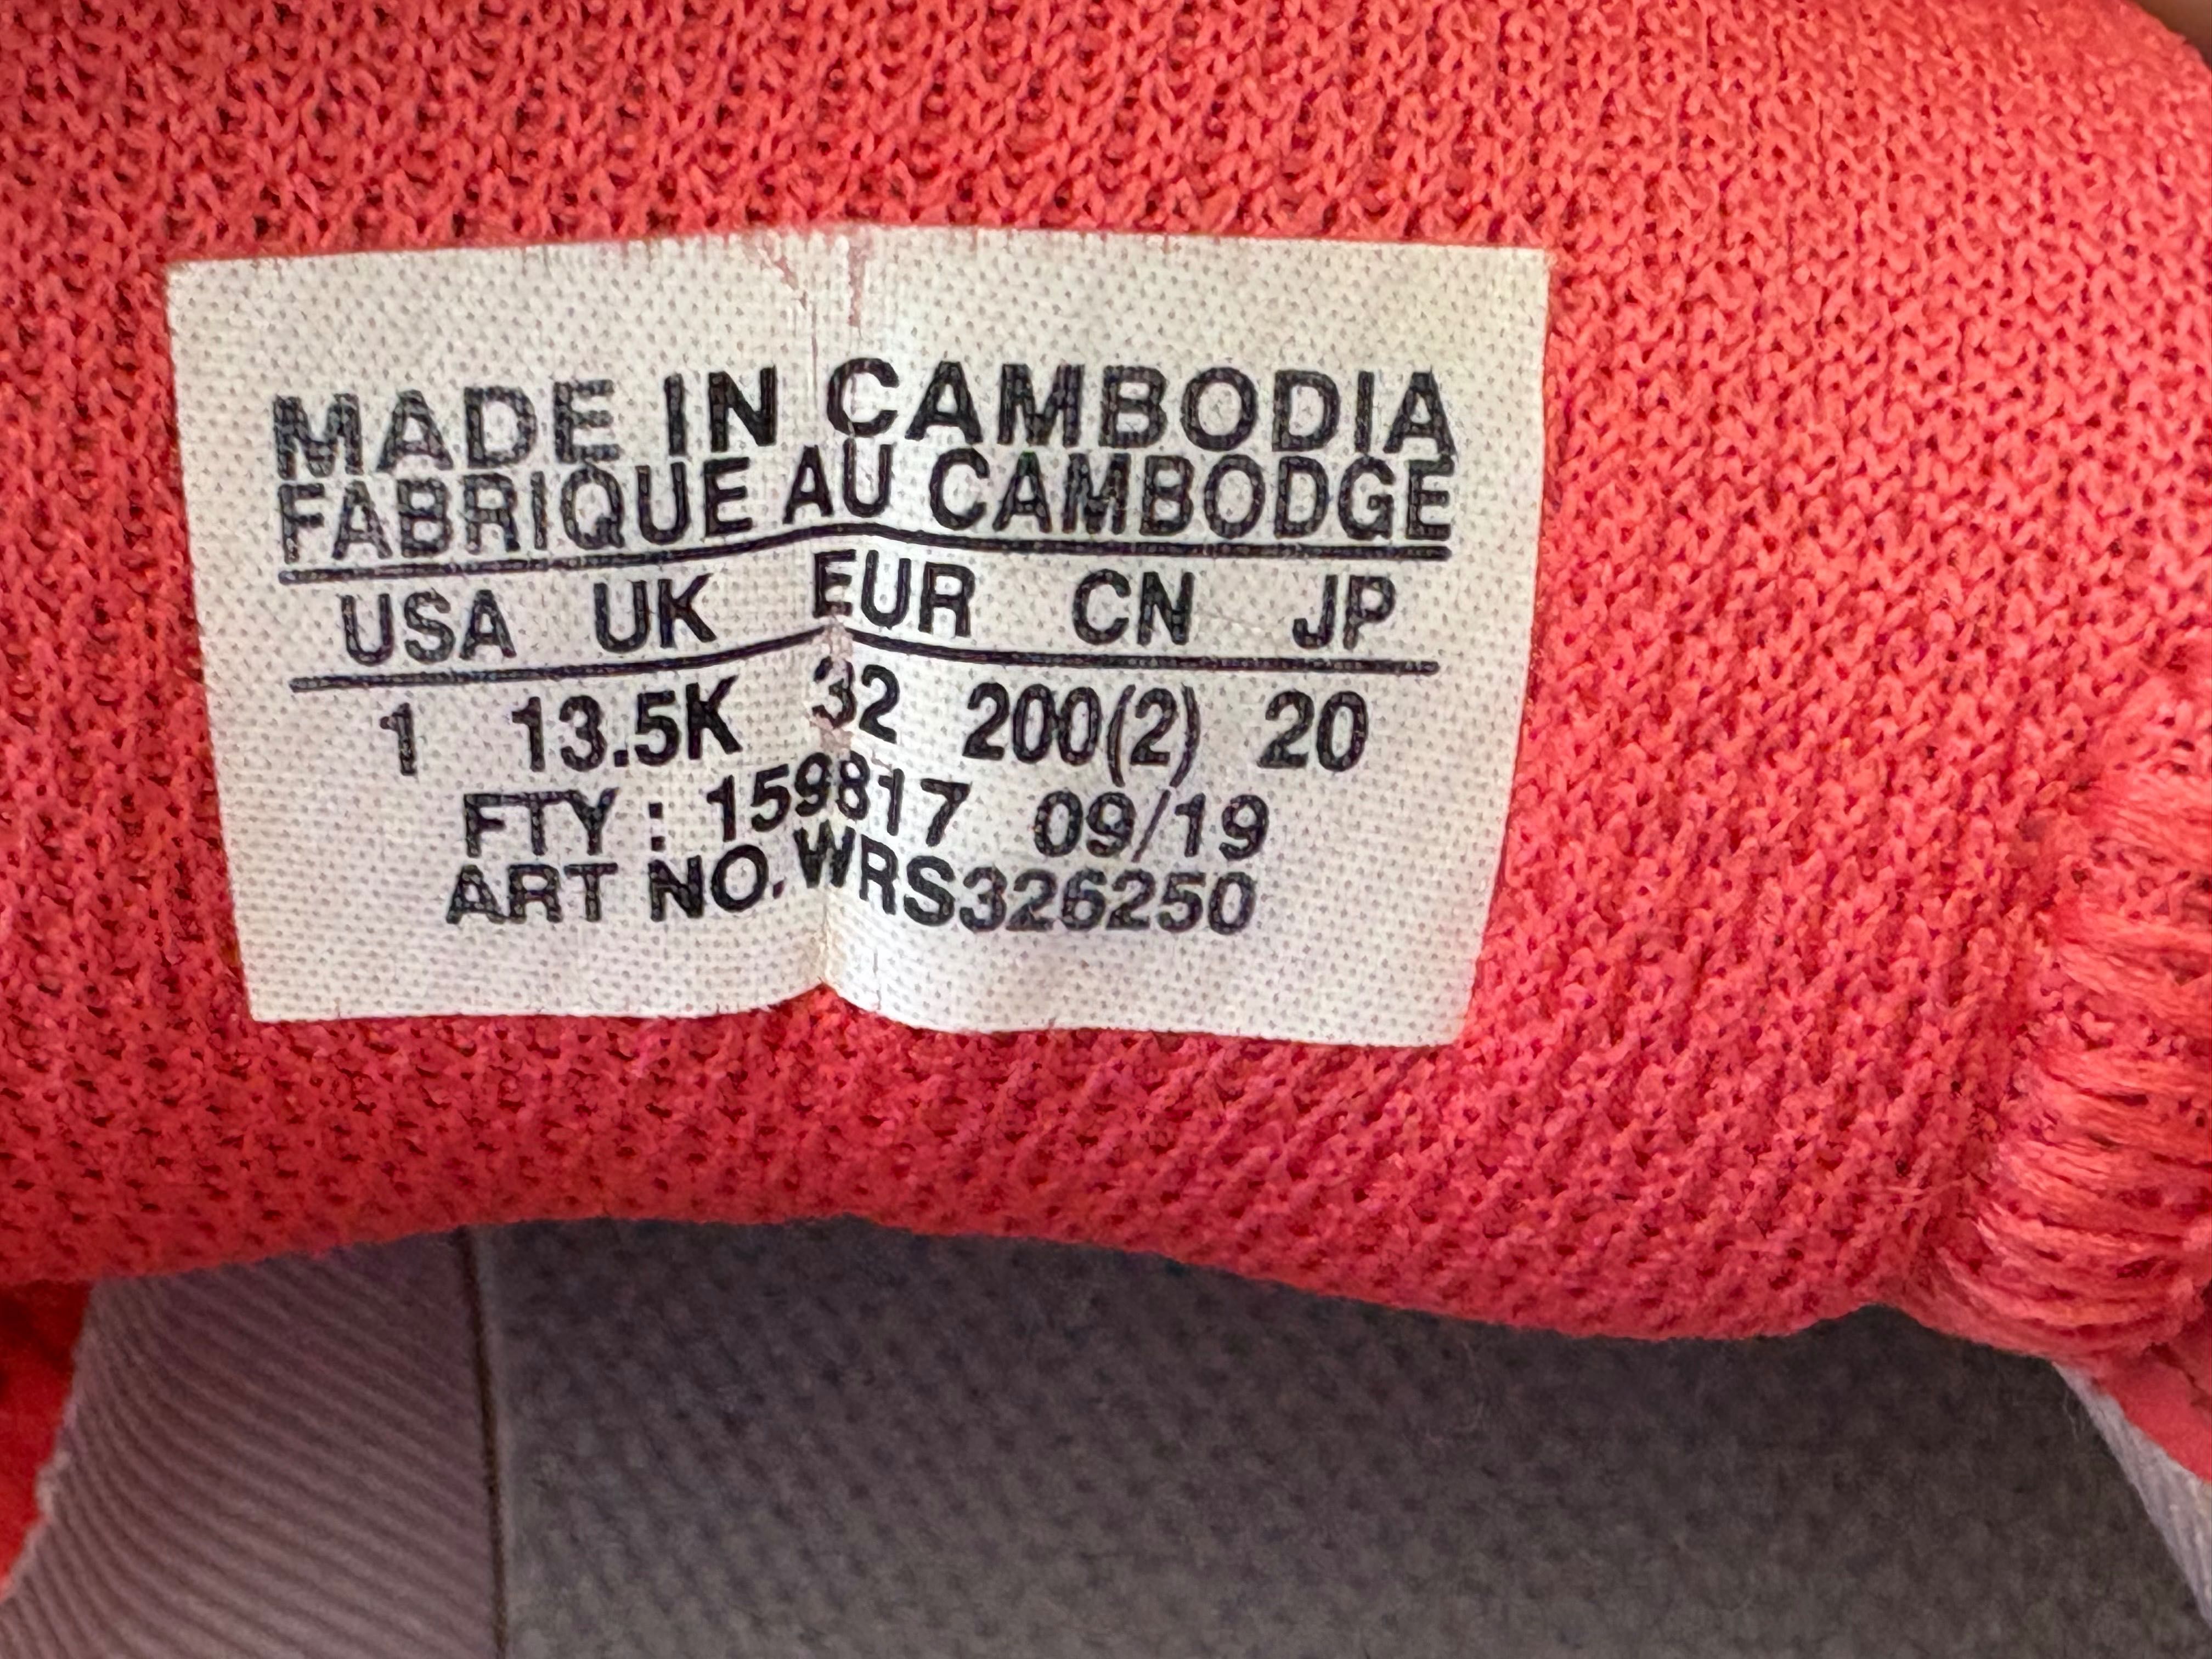 MADE IN CAMBODIA
FABRIQUE AU CAMBODGE
USA UK EUR CN JP
1 13.5K 32 200(2) 20
FTY : 159817 09/19
ART NO. WRS326250